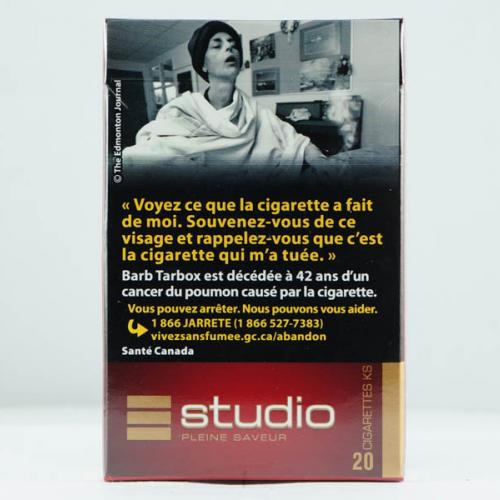 © The Edmonton Journal
« Voyez ce que la cigarette a fait
de moi. Souvenez-vous de ce
visage et rappelez-vous que c'est
la cigarette qui m'a tuée. »
Barb Tarbox est décédée à 42 ans d'un
cancer du poumon causé par la cigarette.
Vous pouvez arrêter. Nous pouvons vous aider.
1 866 JARRETE (1 866 527-7383)
vivezsansfumee.gc.ca/abandon
Santé Canada
studio
PLEINE SAVEUR
20 CIGARETTES KS